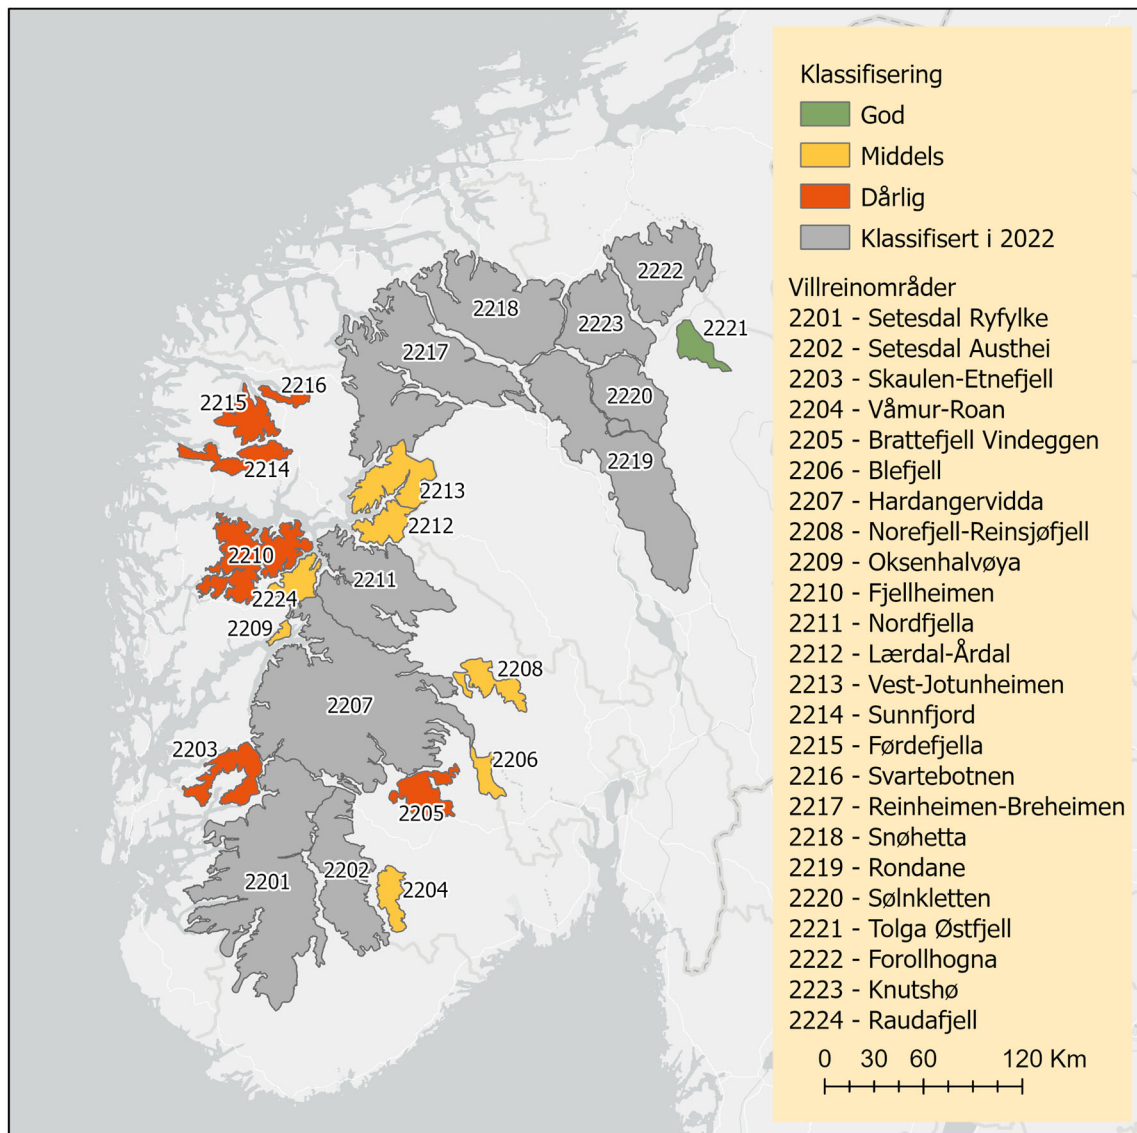 Klassifisering
God
Middels
Dårlig
Klassifisert i 2022
Villreinområder
2201 - Setesdal Ryfylke
2202 - Setesdal Austhei
2203 - Skaulen-Etnefjell
2204 - Våmur-Roan
2205 - Brattefjell Vindeggen
2206 - Blefjell
2207 - Hardangervidda
2208 - Norefjell-Reinsjøfjell
2209 - Oksenhalvøya
2210 - Fjellheimen
2211 - Nordfjella
2212 - Lærdal-Årdal
2213 - Vest-Jotunheimen
2214 - Sunnfjord
2215 - Førdefjella
2216 - Svartebotnen
2217 - Reinheimen-Breheimen
2218 - Snøhetta
2219 - Rondane
2220 - Sølnkletten
2221 - Tolga Østfjell
2222 - Forollhogna
2223 - Knutshø
2224 - Raudafjell
0 30 60 120 Km
2222
2218
2223
2221
2217
2216
2220
2215
2219
2214
2213
2212
2210
2211
2224
2209
2208
2207
2203
2206
2205
2202
2201
2204